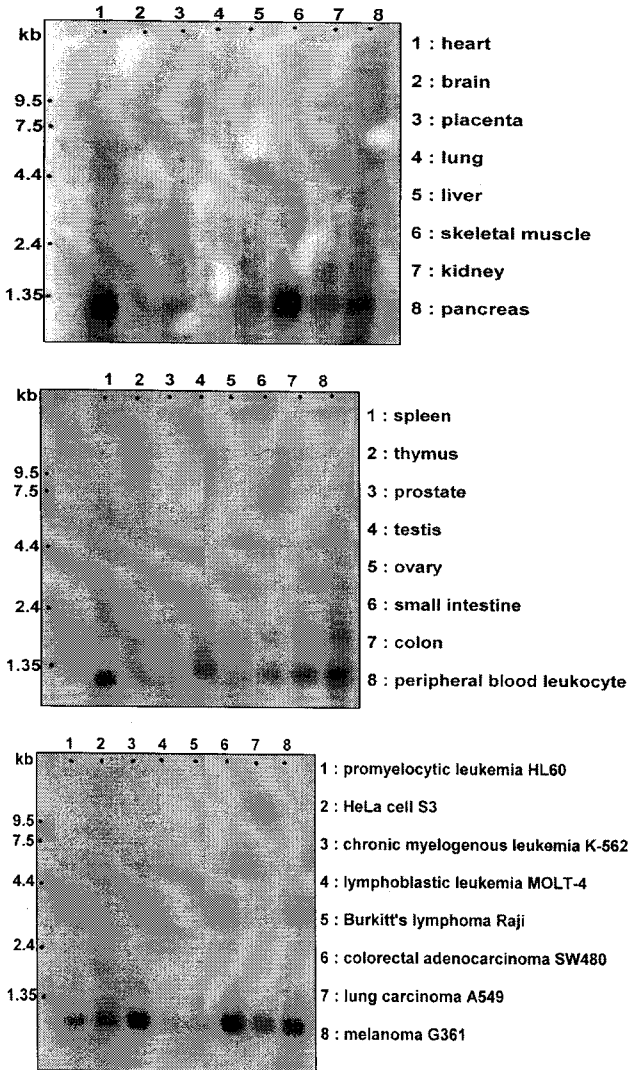 1 2 3 4 5 6 7 8
kb
9.5
7.5
4.4
2.4
1.35
1 : heart
2 : brain
3 : placenta
4 : lung
5 : liver
6 : skeletal muscle
7 : kidney
8 : pancreas
1 2 3 4 5 6 7 8
kb
9.5
7.5
4.4
2.4
1.35
1 : spleen
2 : thymus
3 : prostate
4 : testis
5 : ovary
6 : small intestine
7 : colon
8 : peripheral blood leukocyte
1 2 3 4 5 6 7 8
kb
9.5
7.5
4.4
2.4
1.35
1 : promyelocytic leukemia HL60
2 : HeLa cell S3
3 : chronic myelogenous leukemia K-562
4 : lymphoblastic leukemia MOLT-4
5 : Burkitt's lymphoma Raji
6 : colorectal adenocarcinoma SW480
7 : lung carcinoma A549
8 : melanoma G361